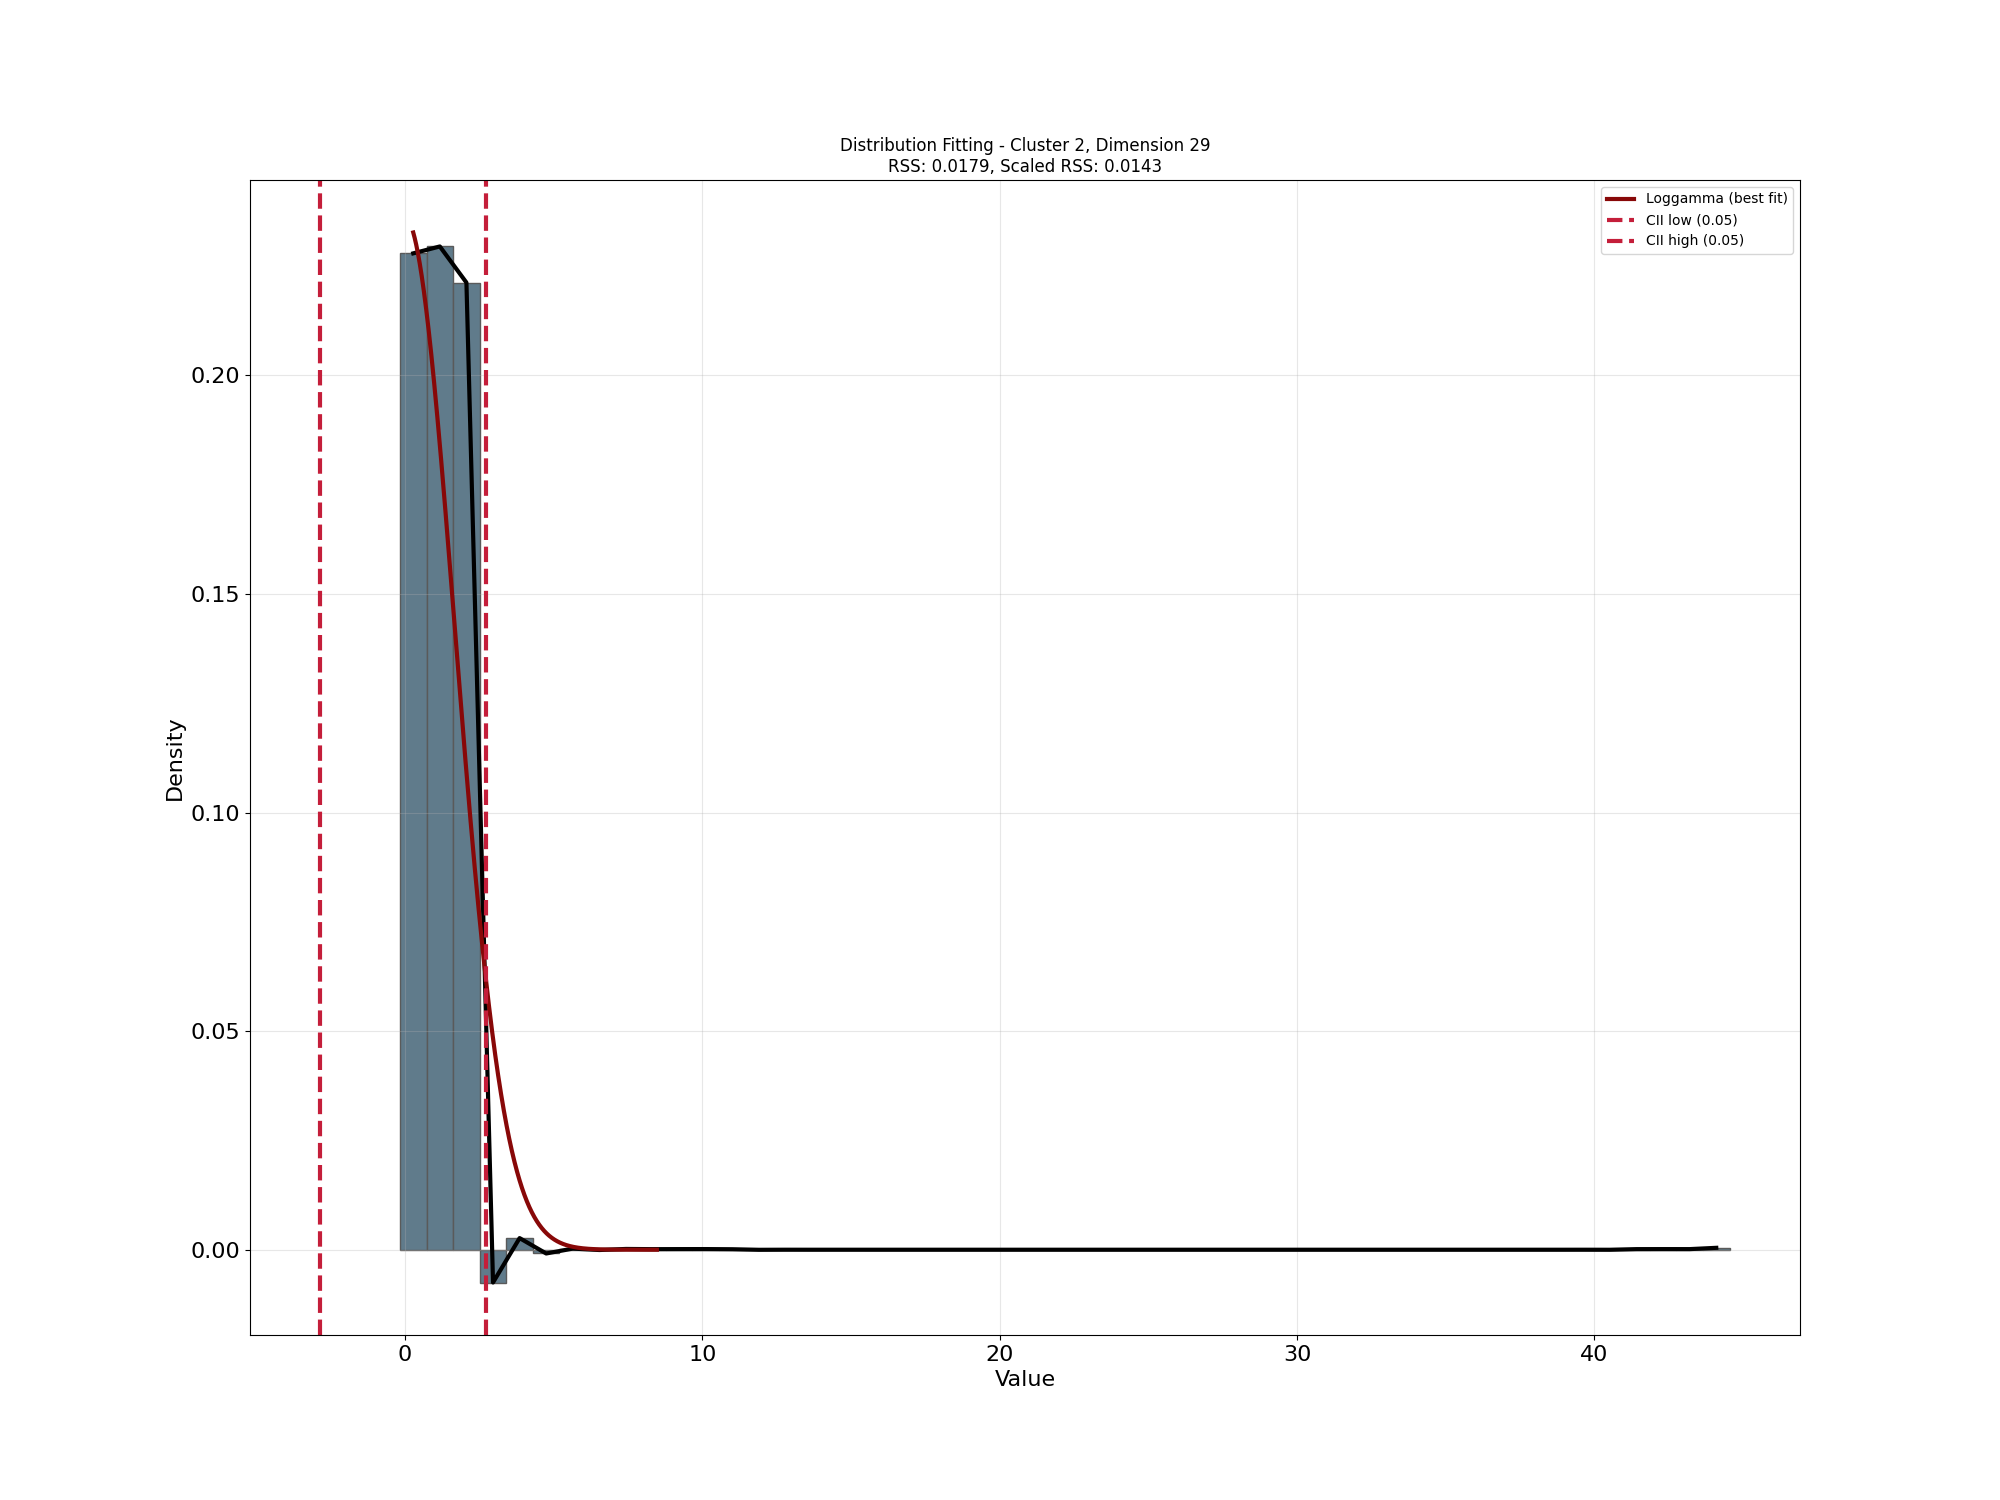 Distribution Fitting - Cluster 2, Dimension 29
RSS: 0.0179, Scaled RSS: 0.0143
Loggamma (best fit)
CII low (0.05)
CII high (0.05)
0.20
0.15
0.10
0.05
0.00
Density
0 10 20 30 40
Value